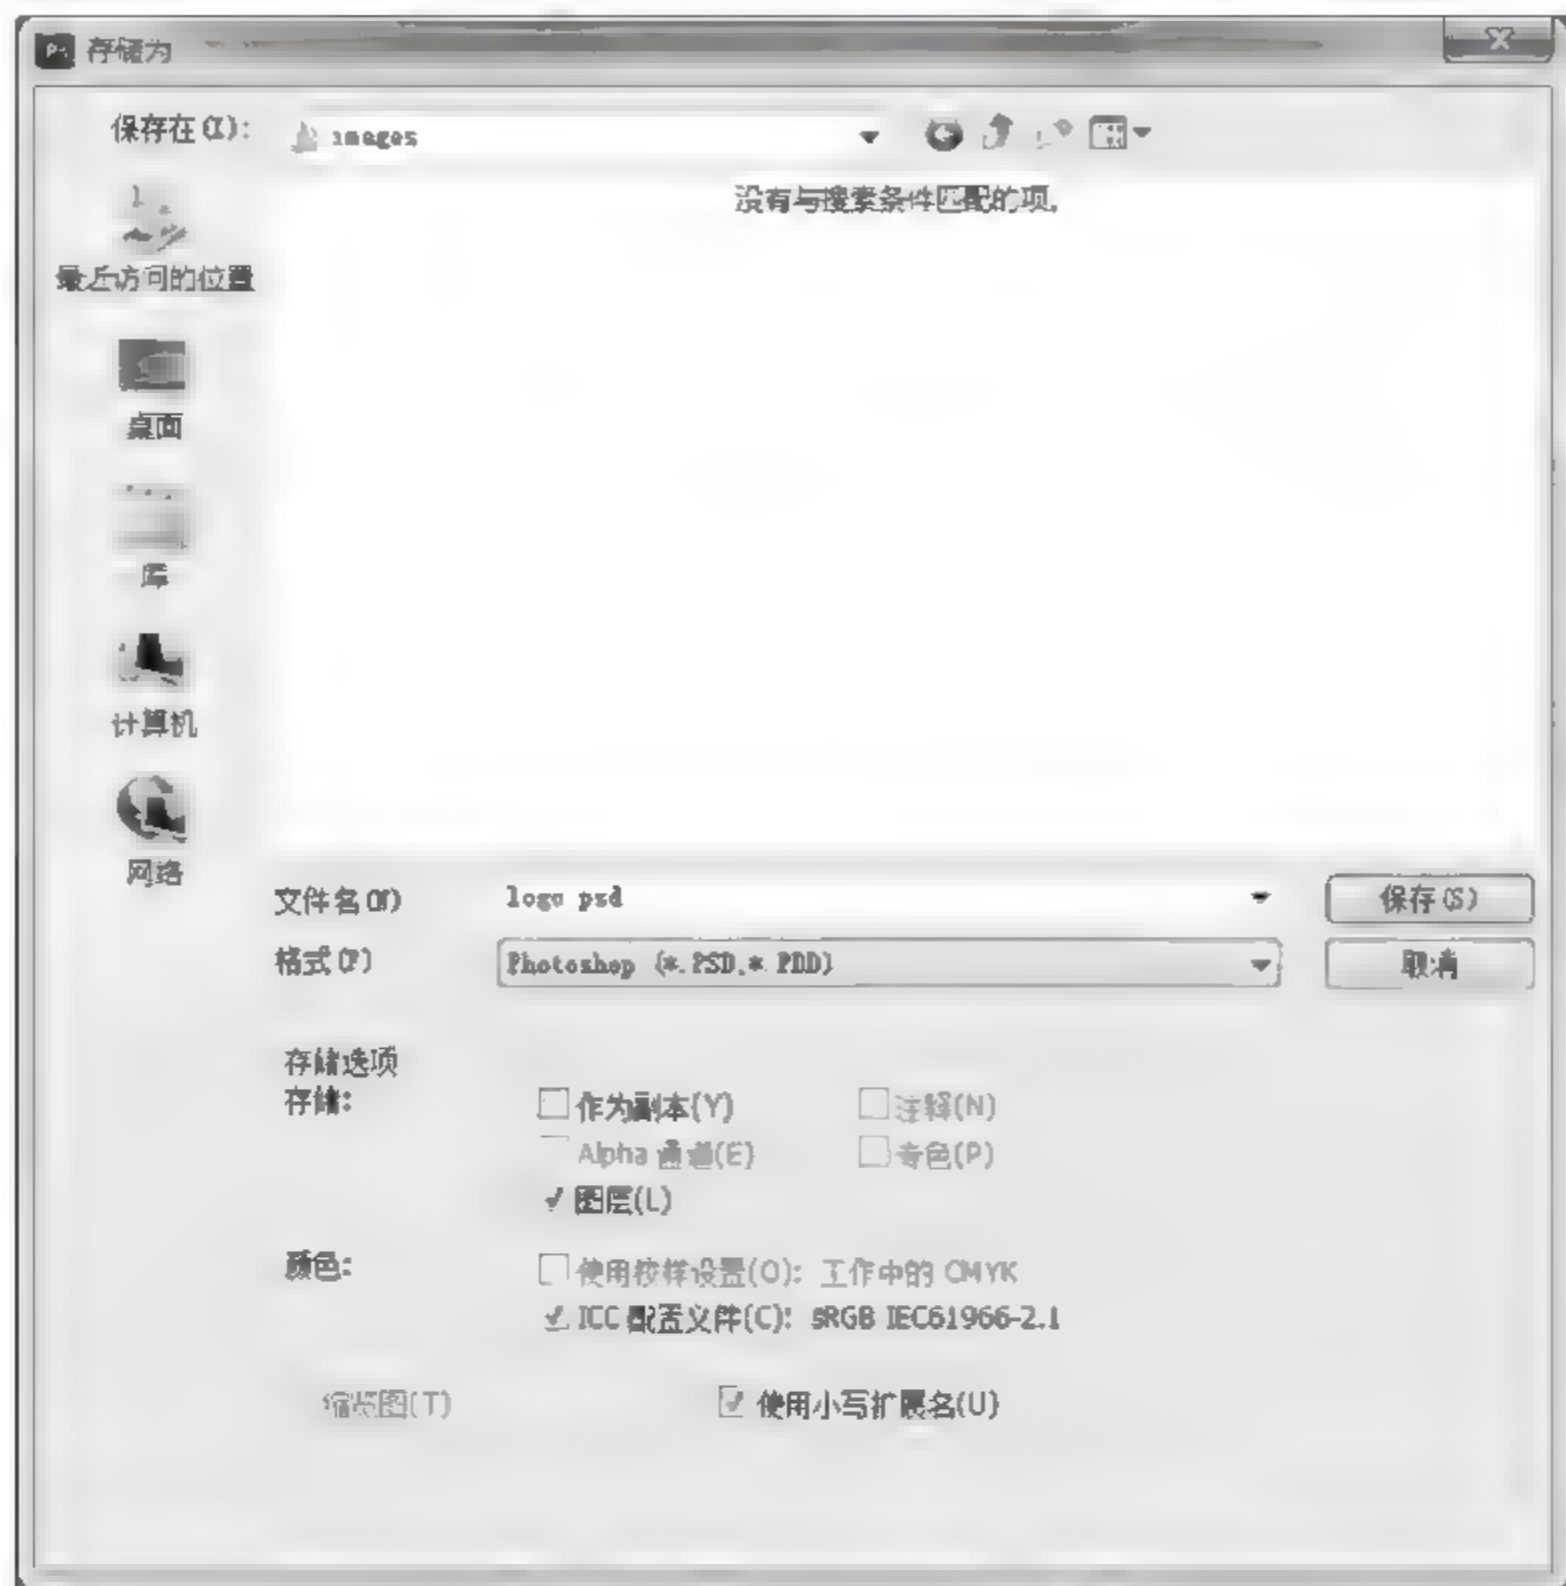 存储为
保存在(I): images
没有与搜索条件匹配的项。
最近访问的位置
桌面
库
计算机
网络
文件名(N) logo psd 保存(S)
格式(F) Photoshop (*.PSD,*.PDD) 取消
存储选项
存储: 作为副本(Y) 注释(N)
Alpha 通道(E) 专色(P)
图层(L)
颜色: 使用校样设置(O): 工作中的 CMYK
ICC 配置文件(C): sRGB IEC61966-2.1
缩览图(T) 使用小写扩展名(U)